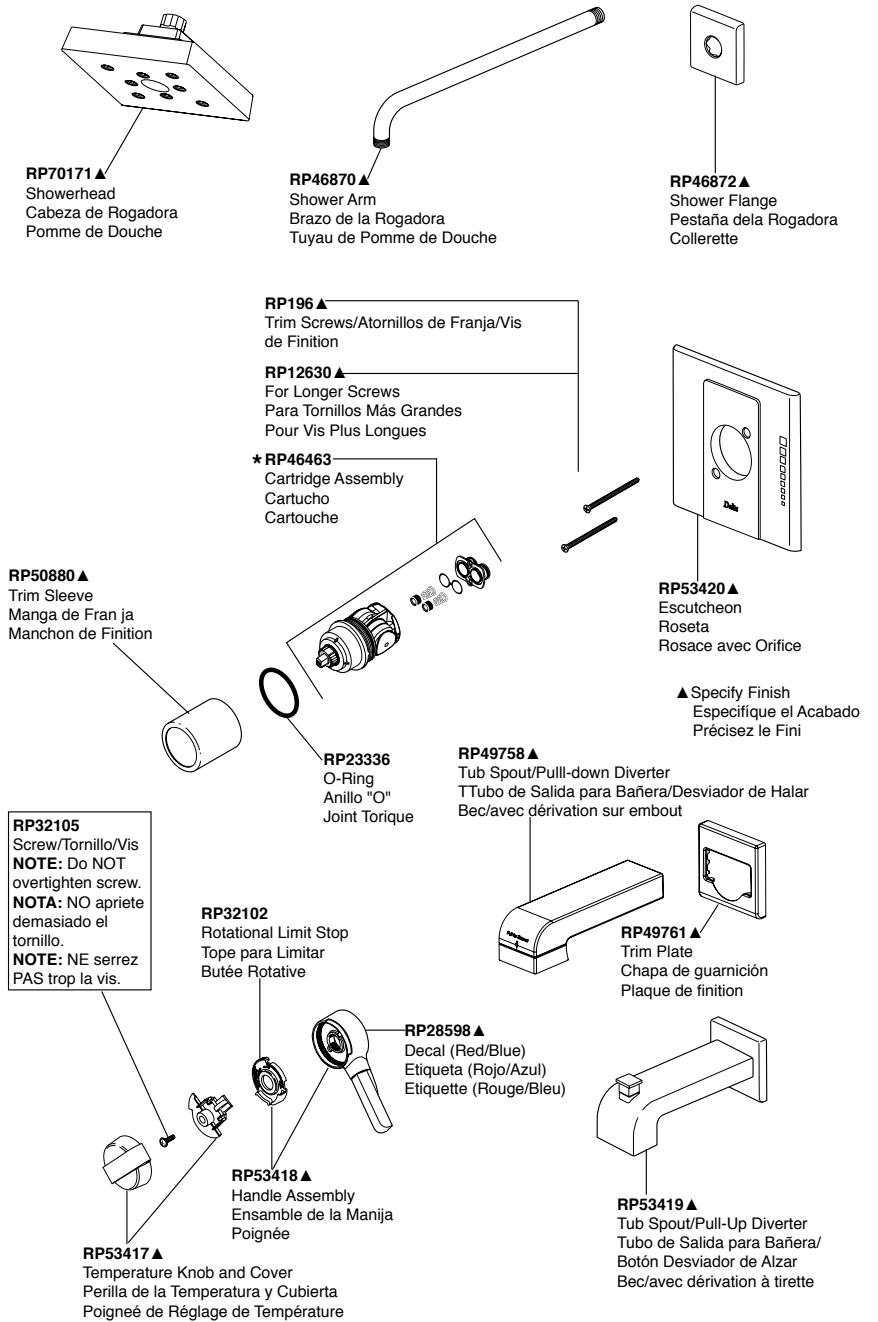 RP70171▲
Showerhead
Cabeza de Rogadora
Pomme de Douche
RP46870▲
Shower Arm
Brazo de la Rogadora
Tuyau de Pomme de Douche
RP46872▲
Shower Flange
Pestaña dela Rogadora
Collerette
RP196▲
Trim Screws/Atornillos de Franja/Vis
de Finition
RP12630▲
For Longer Screws
Para Tornillos Más Grandes
Pour Vis Plus Longues
*RP46463
Cartridge Assembly
Cartucho
Cartouche
Delta
RP53420▲
Escutcheon
Roseta
Rosace avec Orifice
RP50880▲
Trim Sleeve
Manga de Fran ja
Manchon de Finition
▲Specify Finish
Especifíque el Acabado
Précisez le Fini
RP23336
O-Ring
Anillo "O"
Joint Torique
RP49758▲
Tub Spout/Pulll-down Diverter
TTubo de Salida para Bañera/Desviador de Halar
Bec/avec dérivation sur embout
RP49761▲
Trim Plate
Chapa de guarnición
Plaque de finition
RP32105
Screw/Tornillo/Vis
NOTE: Do NOT
overtighten screw.
NOTA: NO apriete
demasiado el
tornillo.
NOTE: NE serrez
PAS trop la vis.
RP32102
Rotational Limit Stop
Tope para Limitar
Butée Rotative
RP28598▲
Decal (Red/Blue)
Etiqueta (Rojo/Azul)
Etiquette (Rouge/Bleu)
RP53418▲
Handle Assembly
Ensamble de la Manija
Poignée
RP53417▲
Temperature Knob and Cover
Perilla de la Temperatura y Cubierta
Poigneé de Réglage de Température
RP53419▲
Tub Spout/Pull-Up Diverter
Tubo de Salida para Bañera/
Botón Desviador de Alzar
Bec/avec dérivation à tirette